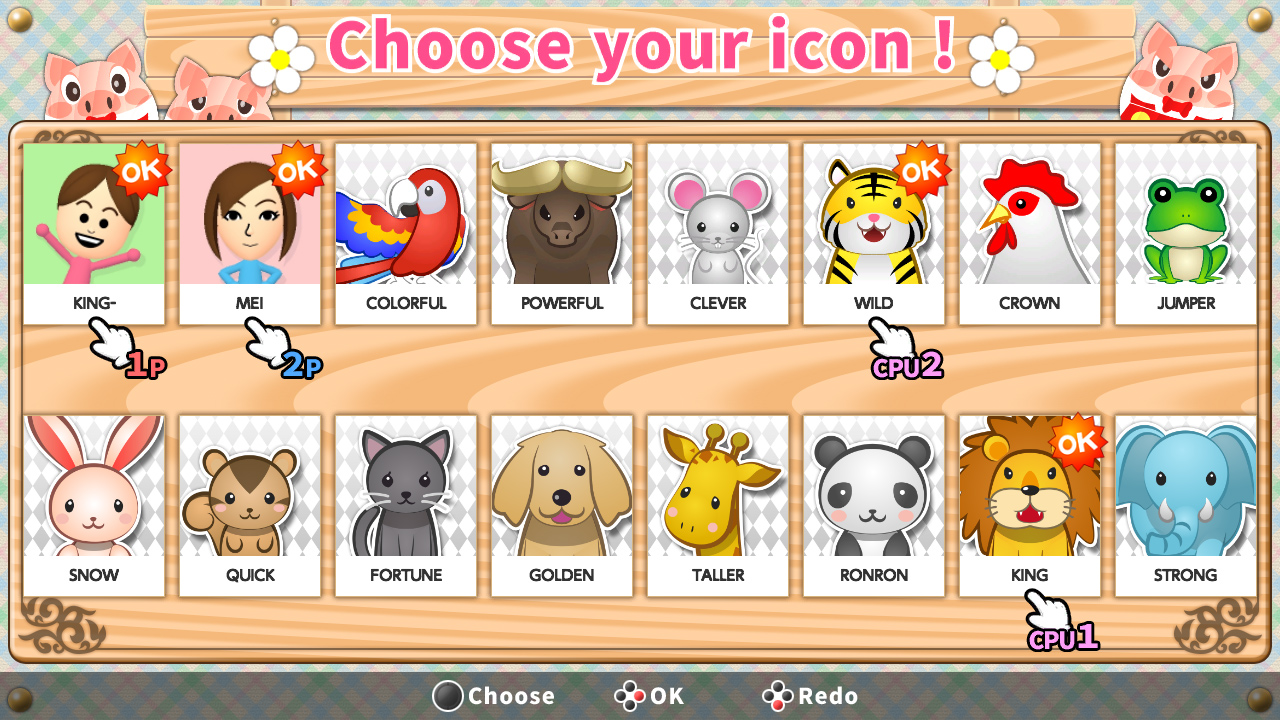 Choose your icon !
OK
OK
OK
KING-
MEI
COLORFUL
POWERFUL
CLEVER
WILD
CROWN
JUMPER
1P
2P
CPU2
OK
SNOW
QUICK
FORTUNE
GOLDEN
TALLER
RONRON
KING
STRONG
CPU1
Choose
OK
Redo